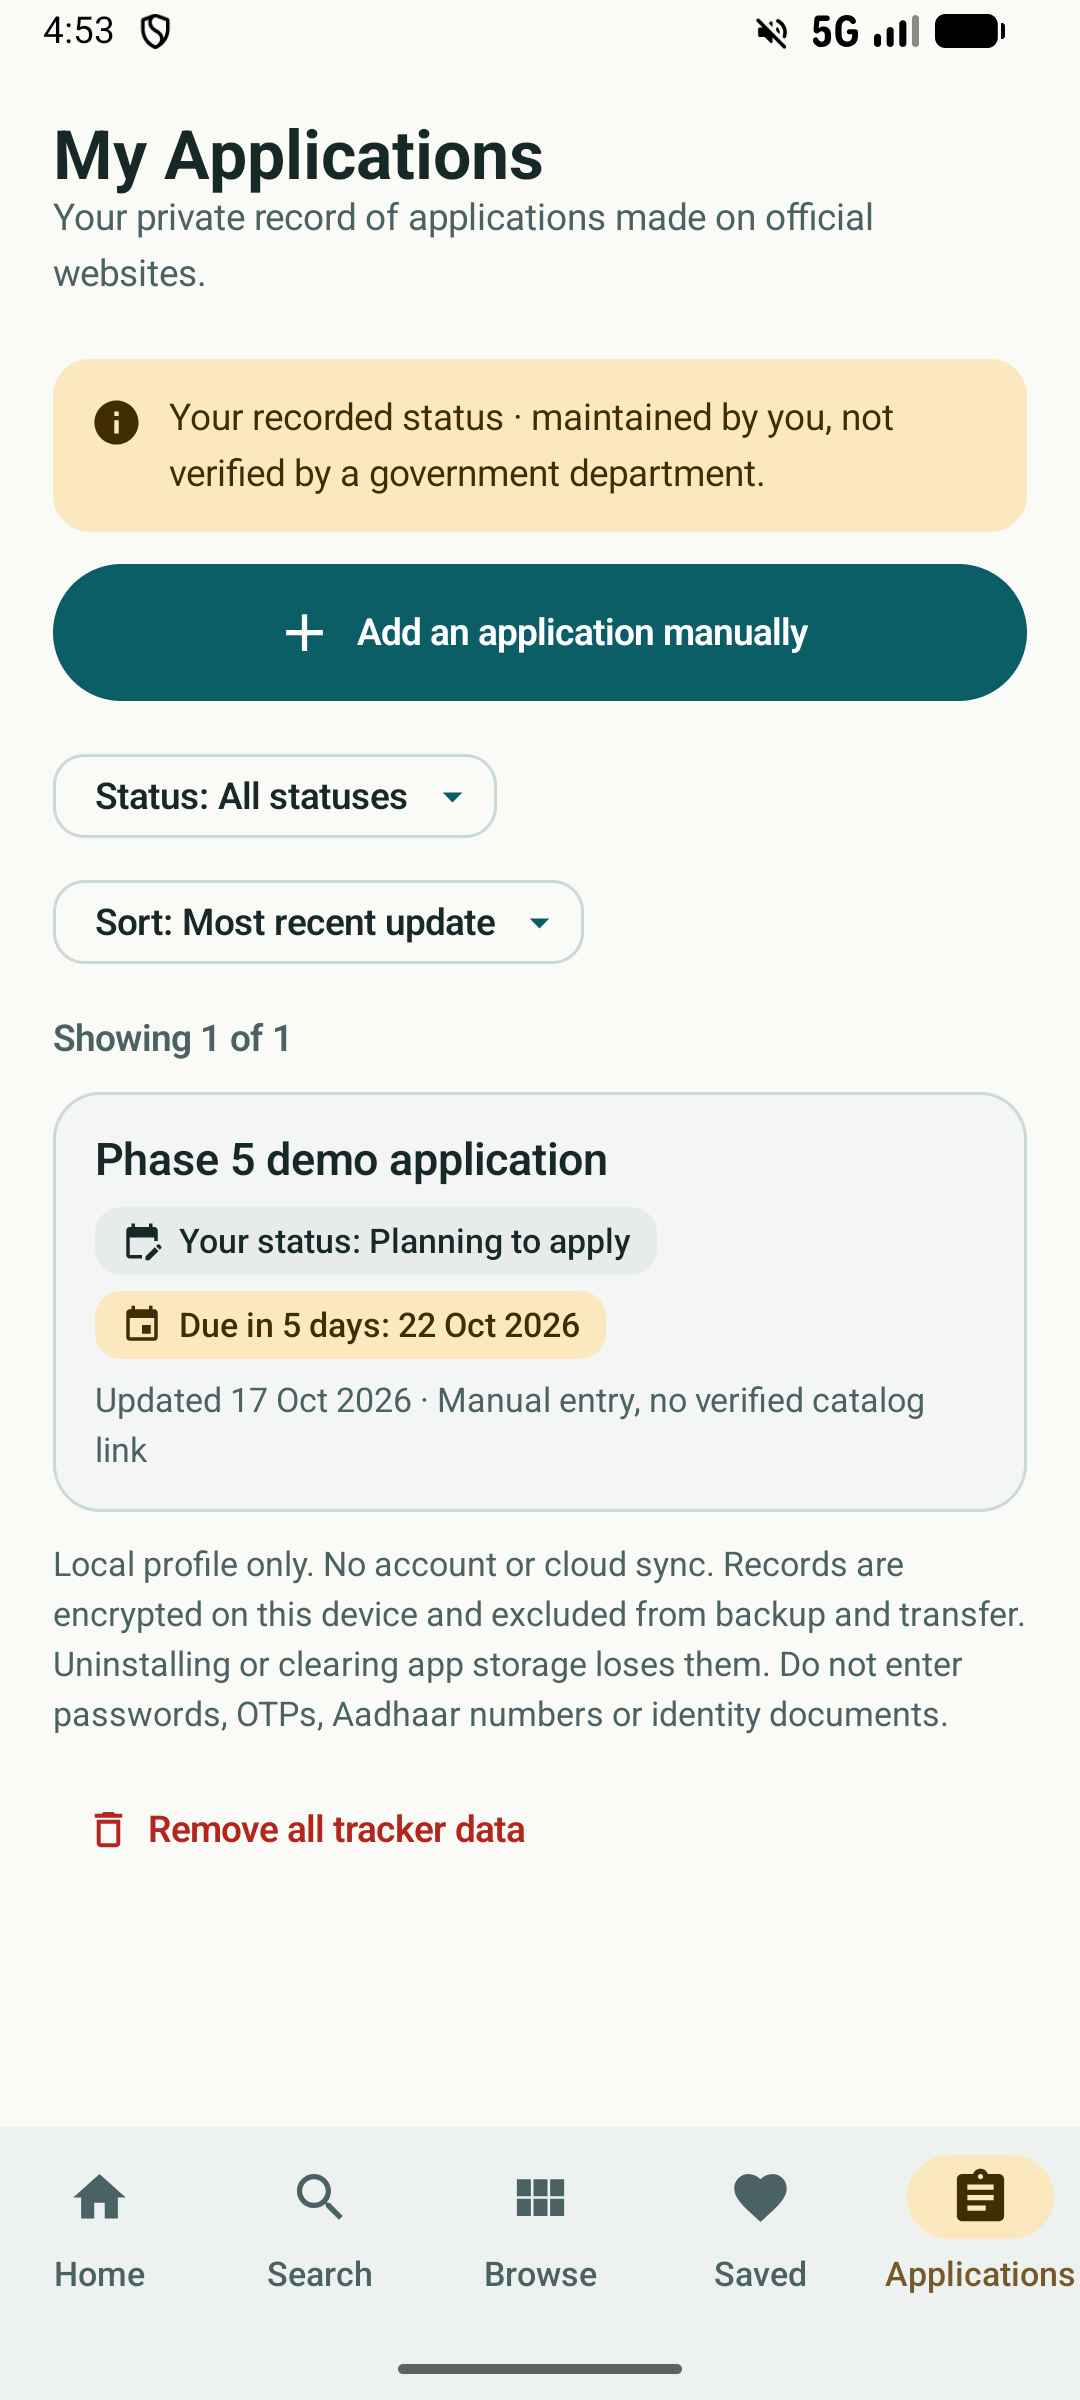 4:53
5G
My Applications
Your private record of applications made on official
websites.
Your recorded status · maintained by you, not
verified by a government department.
Add an application manually
Status: All statuses
Sort: Most recent update
Showing 1 of 1
Phase 5 demo application
Your status: Planning to apply
Due in 5 days: 22 Oct 2026
Updated 17 Oct 2026 · Manual entry, no verified catalog
link
Local profile only. No account or cloud sync. Records are
encrypted on this device and excluded from backup and transfer.
Uninstalling or clearing app storage loses them. Do not enter
passwords, OTPs, Aadhaar numbers or identity documents.
Remove all tracker data
Home
Search
Browse
Saved
Applications